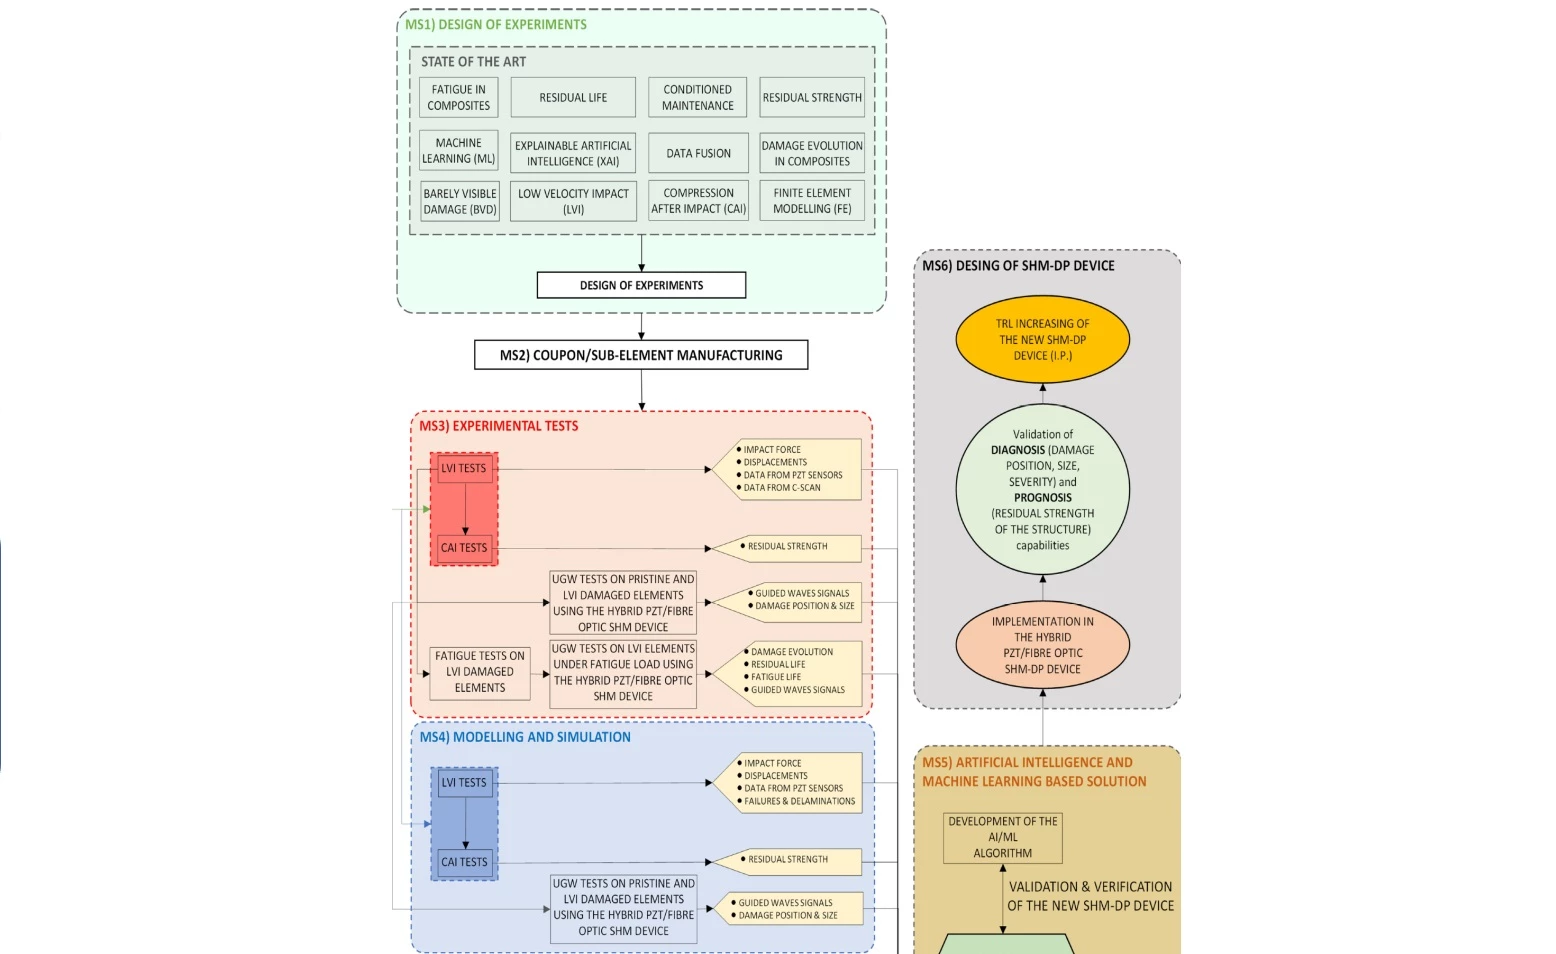 MS1) DESIGN OF EXPERIMENTS
STATE OF THE ART
FATIGUE IN
COMPOSITES
RESIDUAL LIFE
CONDITIONED
MAINTENANCE
RESIDUAL STRENGTH
MACHINE
LEARNING (ML)
EXPLAINABLE ARTIFICIAL
INTELLIGENCE (XAI)
DATA FUSION
DAMAGE EVOLUTION
IN COMPOSITES
BARELY VISIBLE
DAMAGE (BVD)
LOW VELOCITY IMPACT
(LVI)
COMPRESSION
AFTER IMPACT (CAI)
FINITE ELEMENT
MODELLING (FE)
DESIGN OF EXPERIMENTS
MS2) COUPON/SUB-ELEMENT MANUFACTURING
MS3) EXPERIMENTAL TESTS
LVI TESTS
• IMPACT FORCE
• DISPLACEMENTS
• DATA FROM PZT SENSORS
• DATA FROM C-SCAN
CAI TESTS
• RESIDUAL STRENGTH
UGW TESTS ON PRISTINE AND
LVI DAMAGED ELEMENTS
USING THE HYBRID PZT/FIBRE
OPTIC SHM DEVICE
• GUIDED WAVES SIGNALS
• DAMAGE POSITION & SIZE
FATIGUE TESTS ON
LVI DAMAGED
ELEMENTS
UGW TESTS ON LVI ELEMENTS
UNDER FATIGUE LOAD USING
THE HYBRID PZT/FIBRE OPTIC
SHM DEVICE
• DAMAGE EVOLUTION
• RESIDUAL LIFE
• FATIGUE LIFE
• GUIDED WAVES SIGNALS
MS4) MODELLING AND SIMULATION
LVI TESTS
• IMPACT FORCE
• DISPLACEMENTS
• DATA FROM PZT SENSORS
• FAILURES & DELAMINATIONS
CAI TESTS
• RESIDUAL STRENGTH
UGW TESTS ON PRISTINE AND
LVI DAMAGED ELEMENTS
USING THE HYBRID PZT/FIBRE
OPTIC SHM DEVICE
• GUIDED WAVES SIGNALS
• DAMAGE POSITION & SIZE
MS6) DESING OF SHM-DP DEVICE
TRL INCREASING OF
THE NEW SHM-DP
DEVICE (I.P.)
Validation of
DIAGNOSIS (DAMAGE
POSITION, SIZE,
SEVERITY) and
PROGNOSIS
(RESIDUAL STRENGTH
OF THE STRUCTURE)
capabilities
IMPLEMENTATION IN
THE HYBRID
PZT/FIBRE OPTIC
SHM-DP DEVICE
MS5) ARTIFICIAL INTELLIGENCE AND
MACHINE LEARNING BASED SOLUTION
DEVELOPMENT OF THE
AI/ML
ALGORITHM
VALIDATION & VERIFICATION
OF THE NEW SHM-DP DEVICE